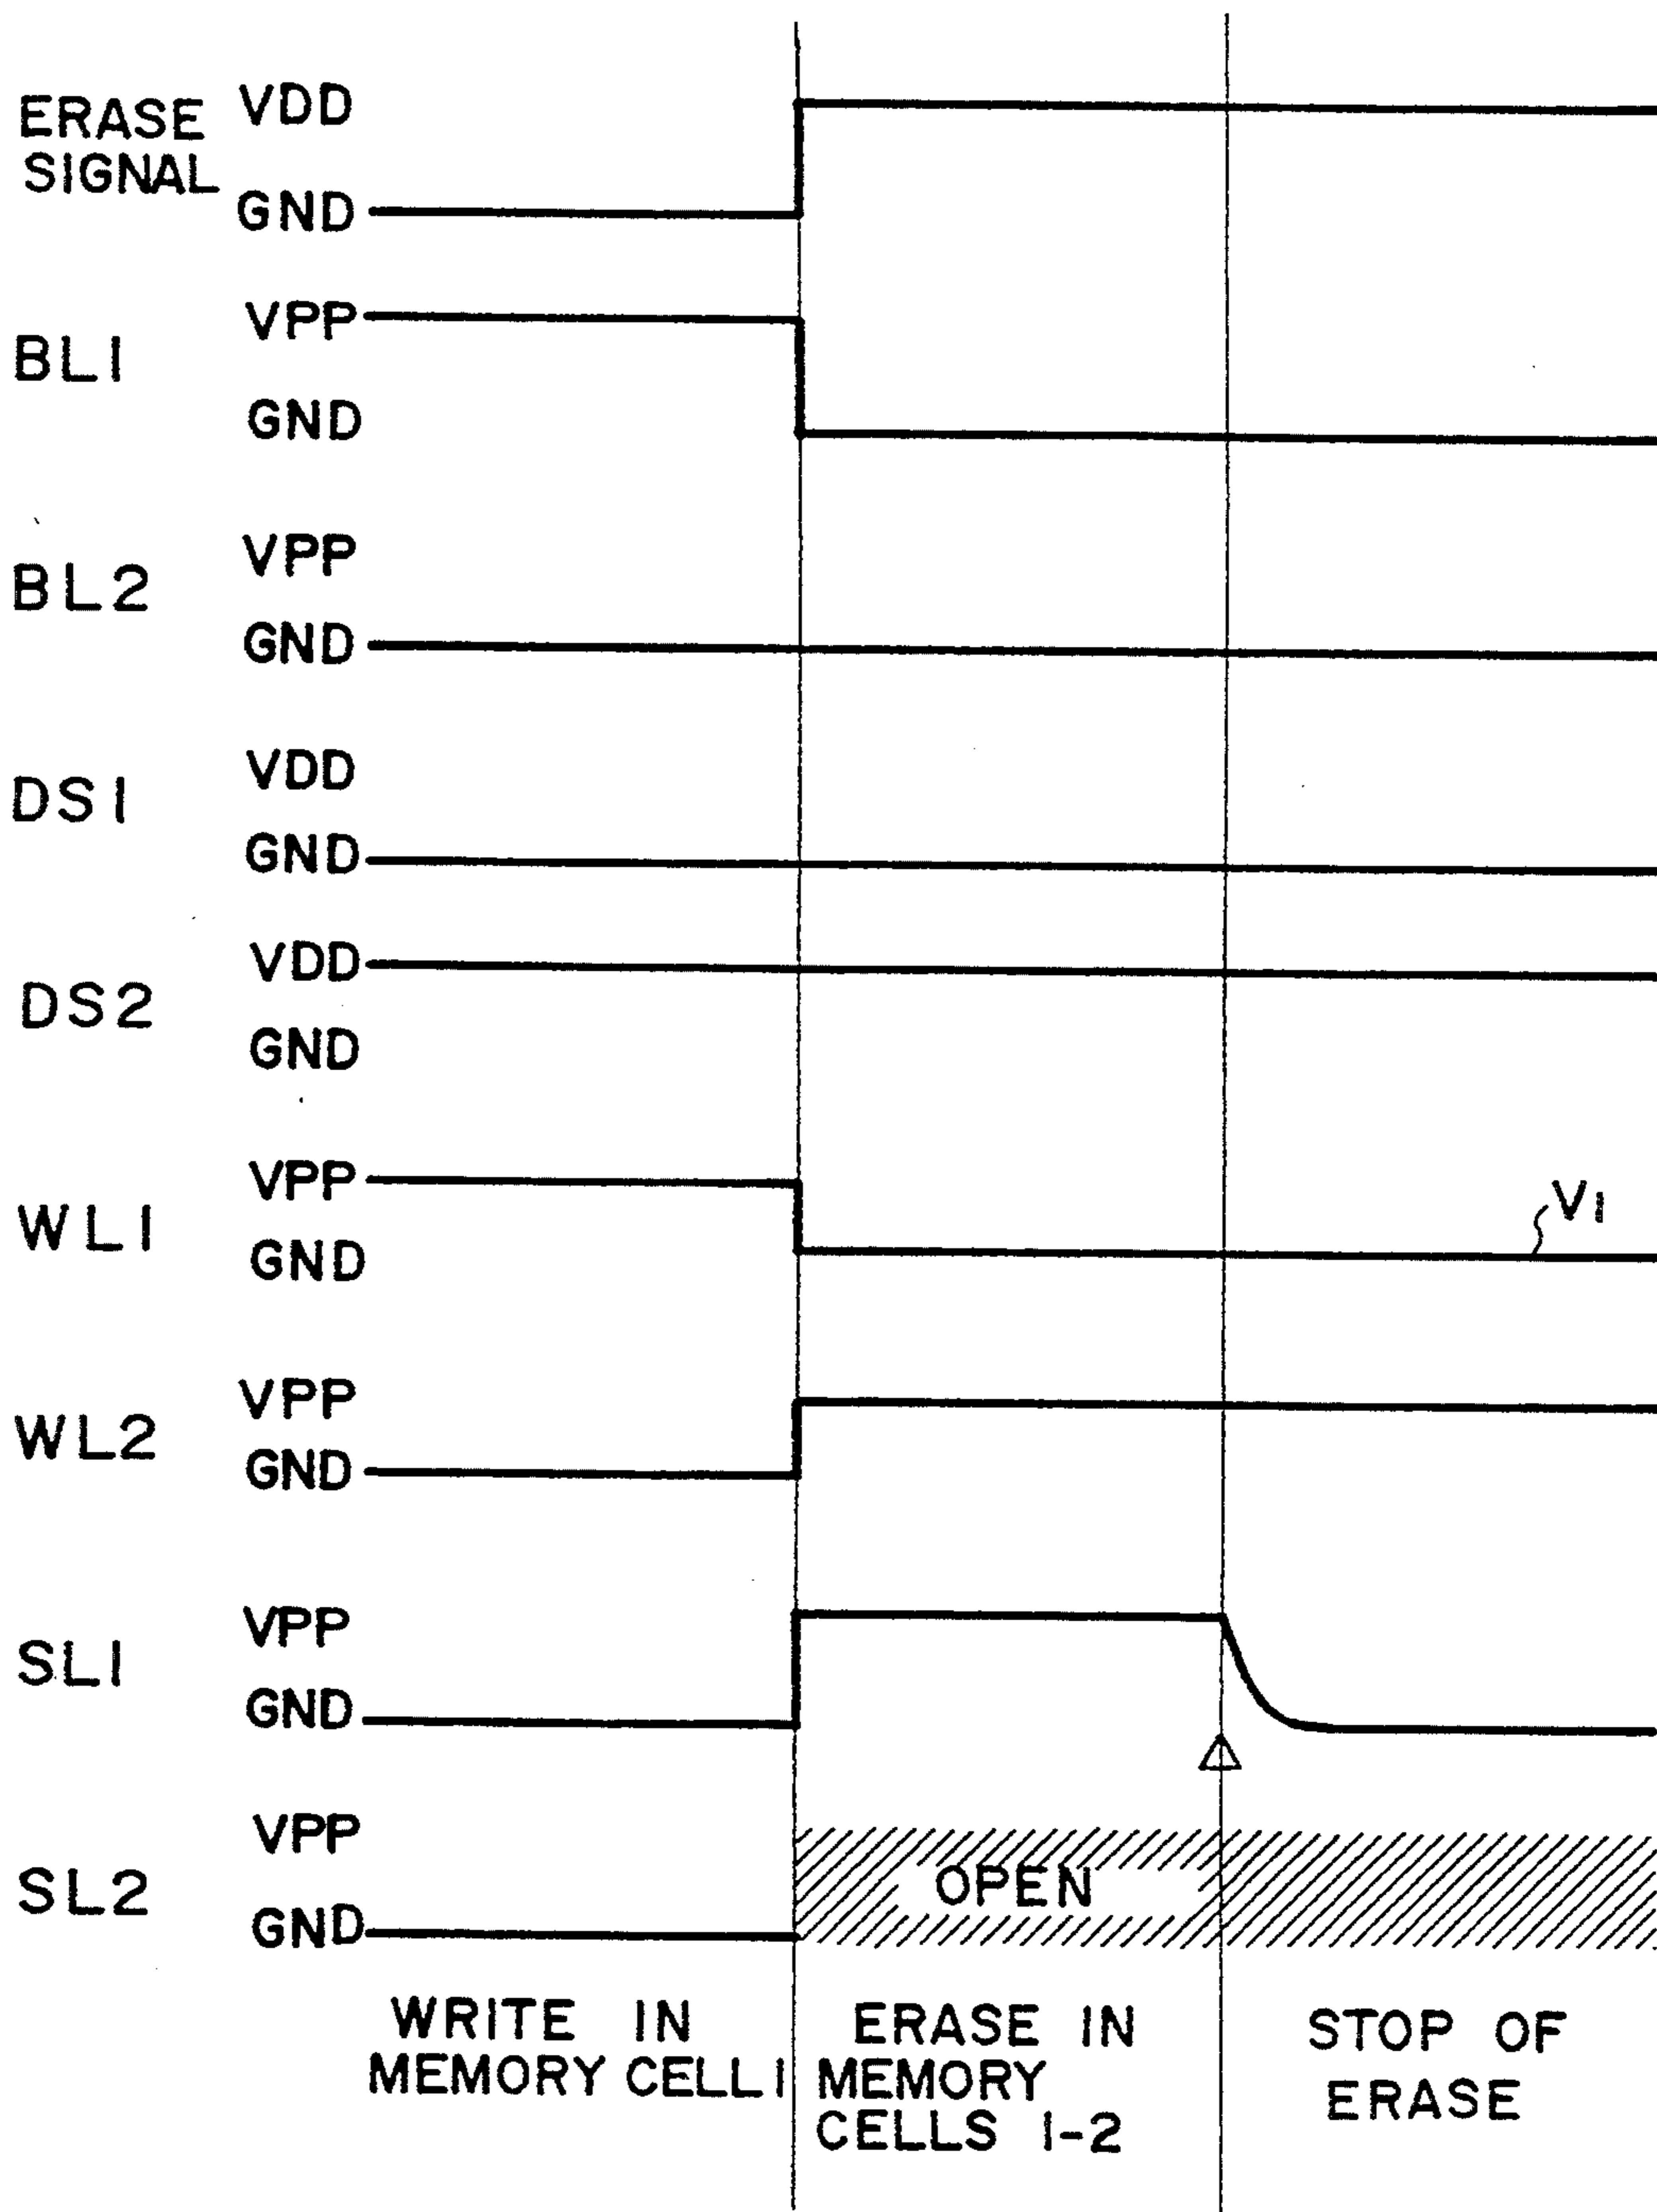 ERASE
SIGNAL
VDD
GND
BL1
VPP
GND
BL2
VPP
GND
DS1
VDD
GND
DS2
VDD
GND
WL1
VPP
GND
V1
WL2
VPP
GND
SL1
VPP
GND
SL2
VPP
GND
OPEN
WRITE IN
MEMORY CELL1
ERASE IN
MEMORY
CELLS 1-2
STOP OF
ERASE